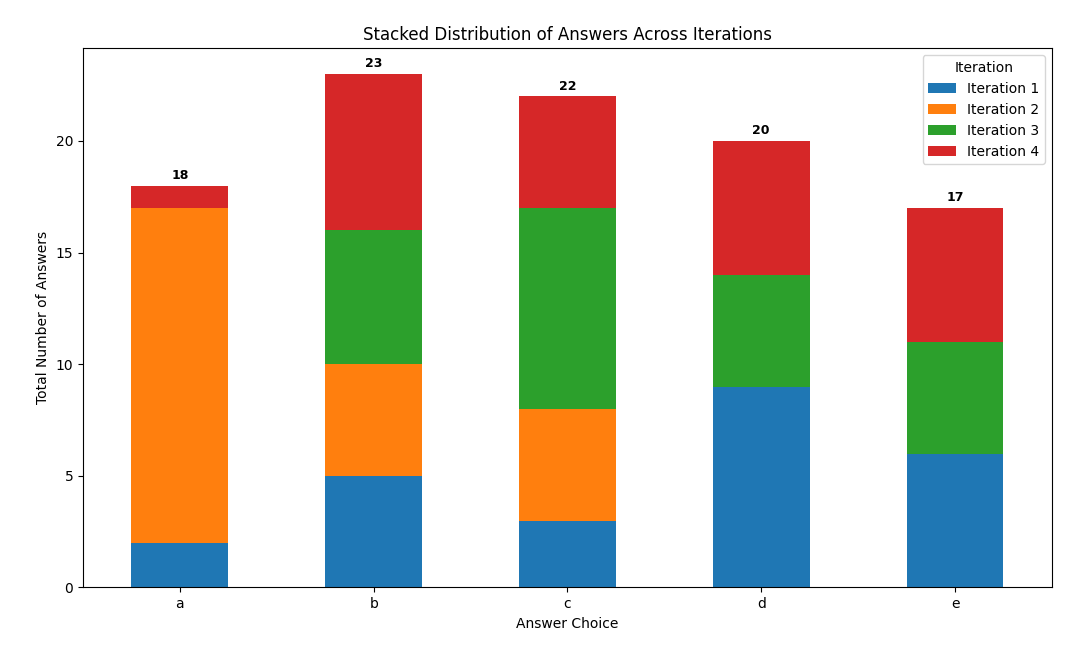 Stacked Distribution of Answers Across Iterations
Iteration
Iteration 1
Iteration 2
Iteration 3
Iteration 4
Total Number of Answers
20
15
10
5
0
18
23
22
20
17
a b c d e
Answer Choice